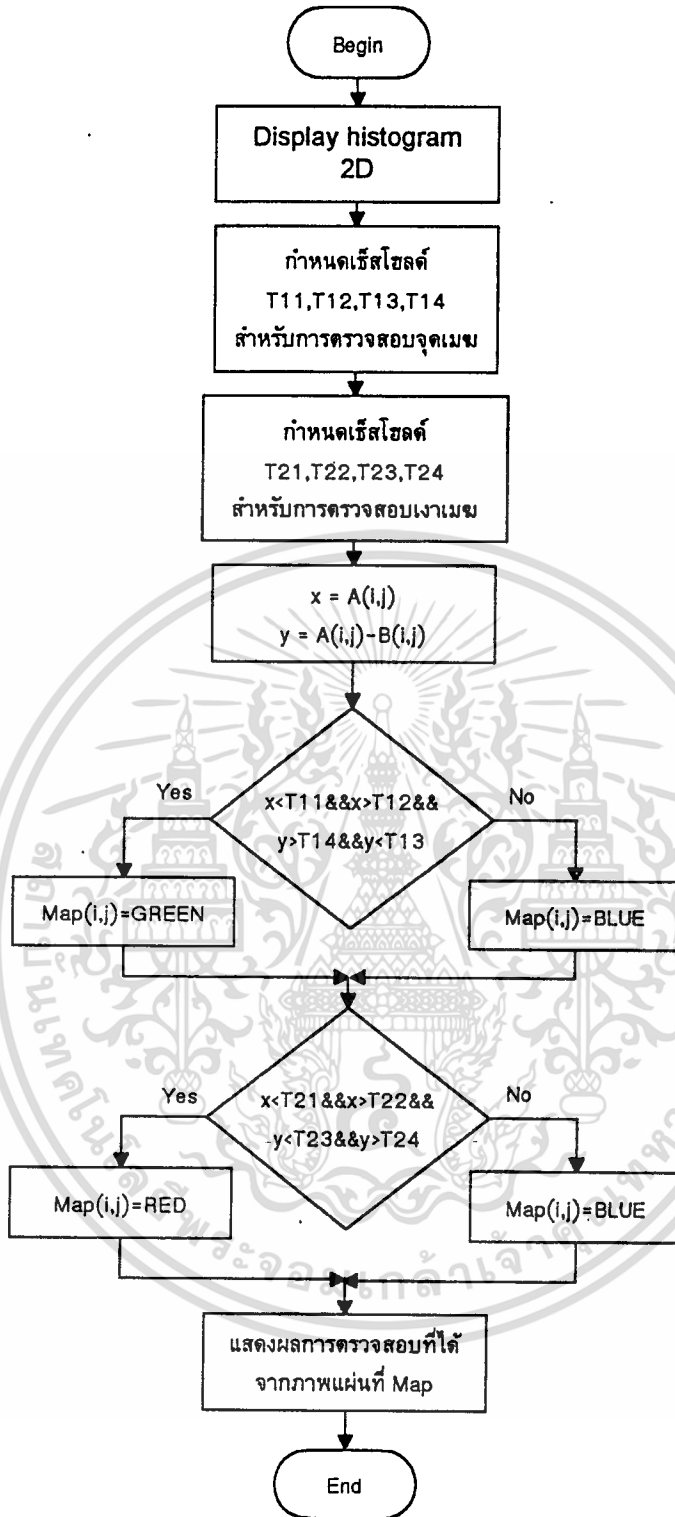 Begin
Display histogram
2D
กำหนดเธ็สโฮลด์
T11,T12,T13,T14
สำหรับการตรวจสอบจุดเมฆ
กำหนดเธ็สโฮลด์
T21,T22,T23,T24
สำหรับการตรวจสอบเงาเมฆ
x = A(i,j)
y = A(i,j)-B(i,j)
Yes
x<T11&&x>T12&&
y>T14&&y<T13
No
Map(i,j)=GREEN
Map(i,j)=BLUE
Yes
x<T21&&x>T22&&
y<T23&&y>T24
No
Map(i,j)=RED
Map(i,j)=BLUE
แสดงผลการตรวจสอบที่ได้
จากภาพแผ่นที่ Map
End